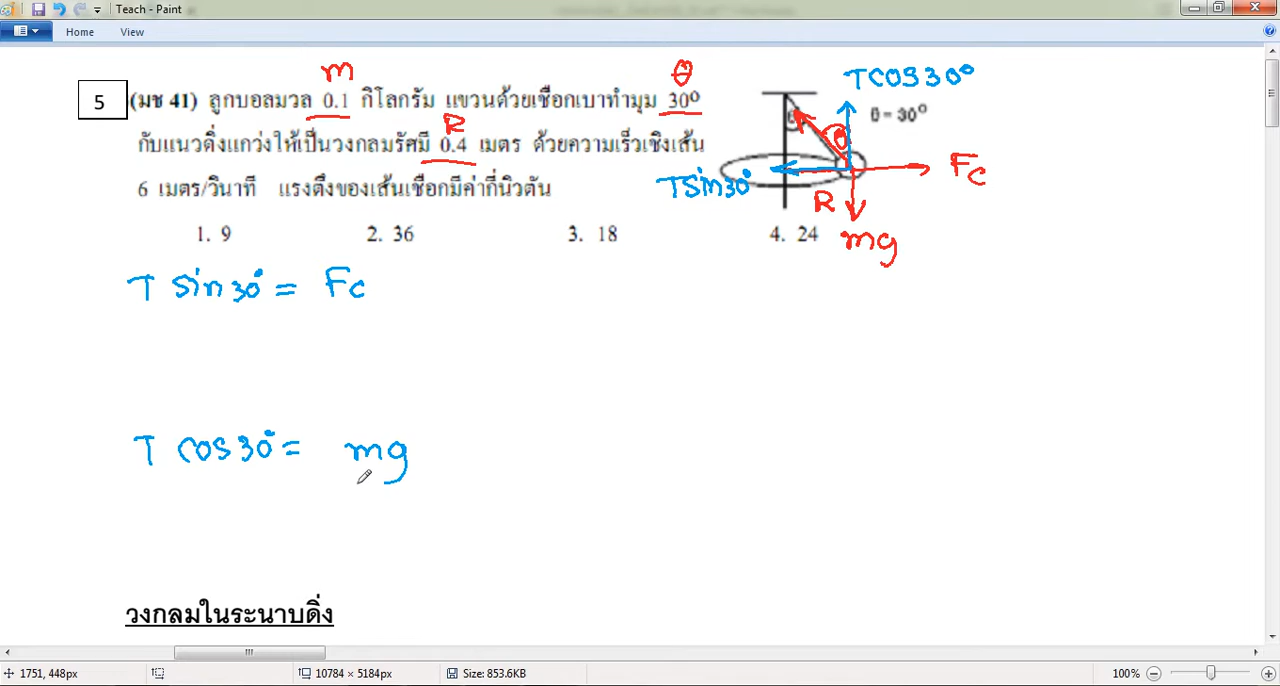 Teach - Paint
Home View
5 (มช 41) ลูกบอลมวล 0.1 กิโลกรัม แขวนด้วยเชือกเบาทำมุม 30⁰
กับแนวดิ่งแกว่งให้เป็นวงกลมรัศมี 0.4 เมตร ด้วยความเร็วเชิงเส้น
6 เมตร/วินาที แรงตึงของเส้นเชือกมีค่ากี่นิวตัน
1. 9 2. 36 3. 18 4. 24
m
θ
R
Tcos30°
θ = 30°
θ
θ
Tsin30°
Fc
R
mg
T sin30° = Fc
T cos30° = mg
วงกลมในระนาบดิ่ง
1751, 448px
10784 × 5184px
Size: 853.6KB
100%